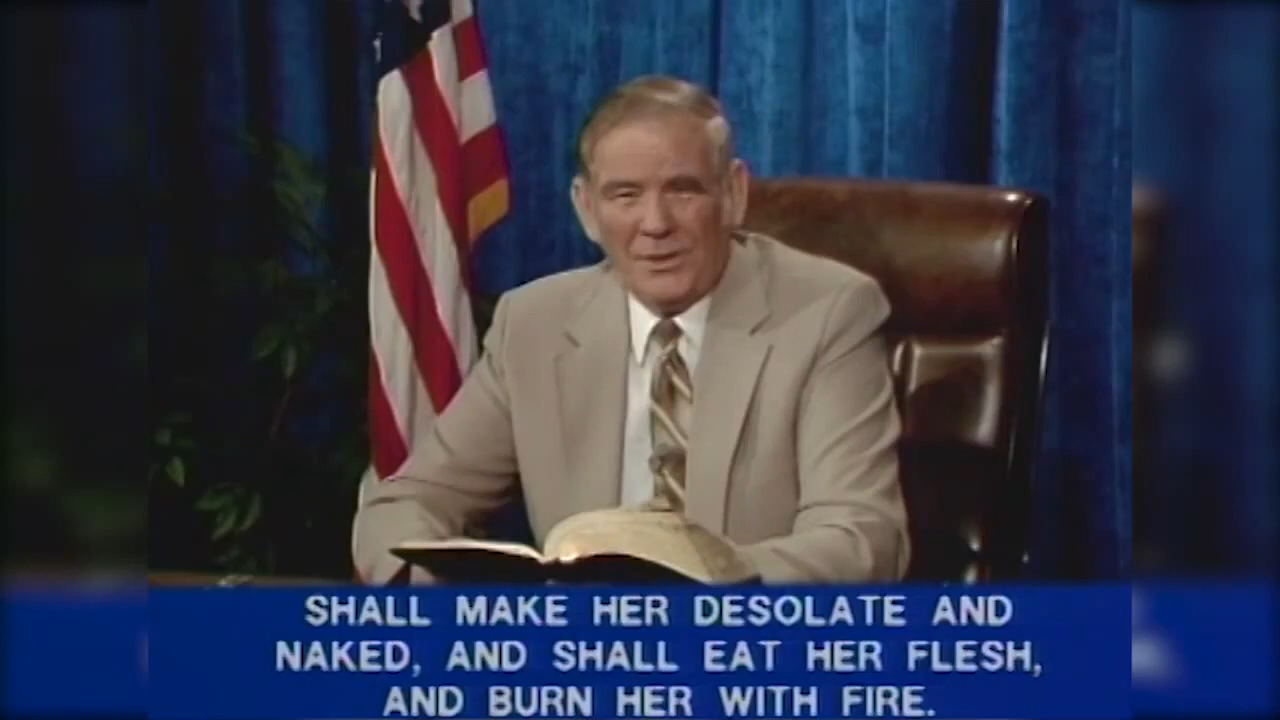 SHALL MAKE HER DESOLATE AND
NAKED, AND SHALL EAT HER FLESH,
AND BURN HER WITH FIRE.